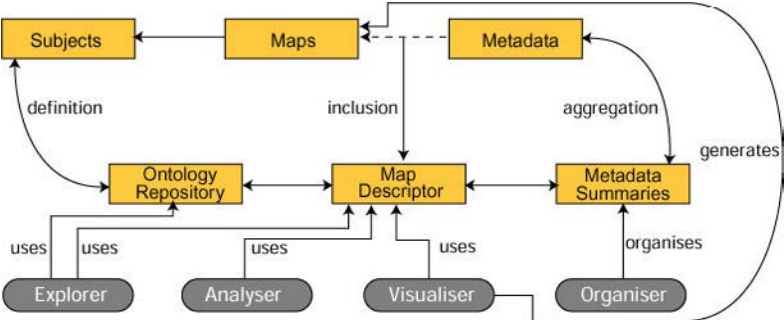 Subjects
Maps
Metadata
definition
inclusion
aggregation
generates
Ontology
Repository
Map
Descriptor
Metadata
Summaries
uses
uses
uses
uses
organises
Explorer
Analyser
Visualiser
Organiser